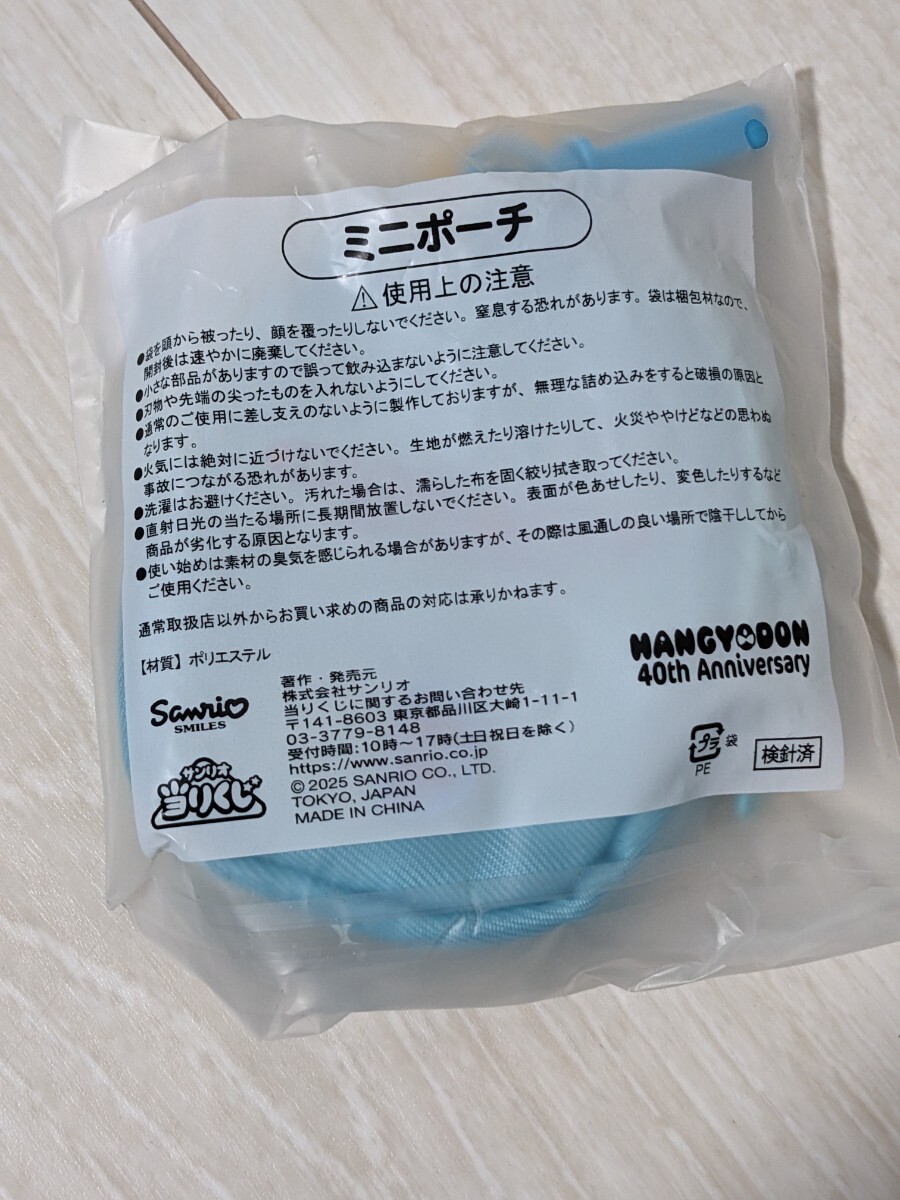 ミニポーチ
⚠使用上の注意
●袋を頭から被ったり、顔を覆ったりしないでください。窒息する恐れがあります。袋は梱包材なので、
開封後は速やかに廃棄してください。
●小さな部品がありますので誤って飲み込まないように注意してください。
●刃物や先端の尖ったものを入れないようにしてください。
●通常のご使用に差し支えのないように製作しておりますが、無理な詰め込みをすると破損の原因と
なります。
●火気には絶対に近づけないでください。生地が燃えたり溶けたりして、火災ややけどなどの思わぬ
事故につながる恐れがあります。
●洗濯はお避けください。汚れた場合は、濡らした布を固く絞り拭き取ってください。
●直射日光の当たる場所に長期間放置しないでください。表面が色あせしたり、変色したりするなど
商品が劣化する原因となります。
●使い始めは素材の臭気を感じられる場合がありますが、その際は風通しの良い場所で陰干ししてから
ご使用ください。
通常取扱店以外からお買い求めの商品の対応は承りかねます。
【材質】ポリエステル
HANGYODON
40th Anniversary
Sanrio
SMILES
サンリオ
当りくじ
著作・発売元
株式会社サンリオ
当りくじに関するお問い合わせ先
〒141-8603 東京都品川区大崎1-11-1
03-3779-8148
受付時間:10時〜17時(土日祝日を除く)
https://www.sanrio.co.jp
©2025 SANRIO CO., LTD.
TOKYO, JAPAN
MADE IN CHINA
プラ 袋
PE
検針済